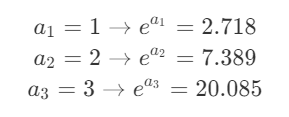 a₁ = 1 → e^{a₁} = 2.718
a₂ = 2 → e^{a₂} = 7.389
a₃ = 3 → e^{a₃} = 20.085